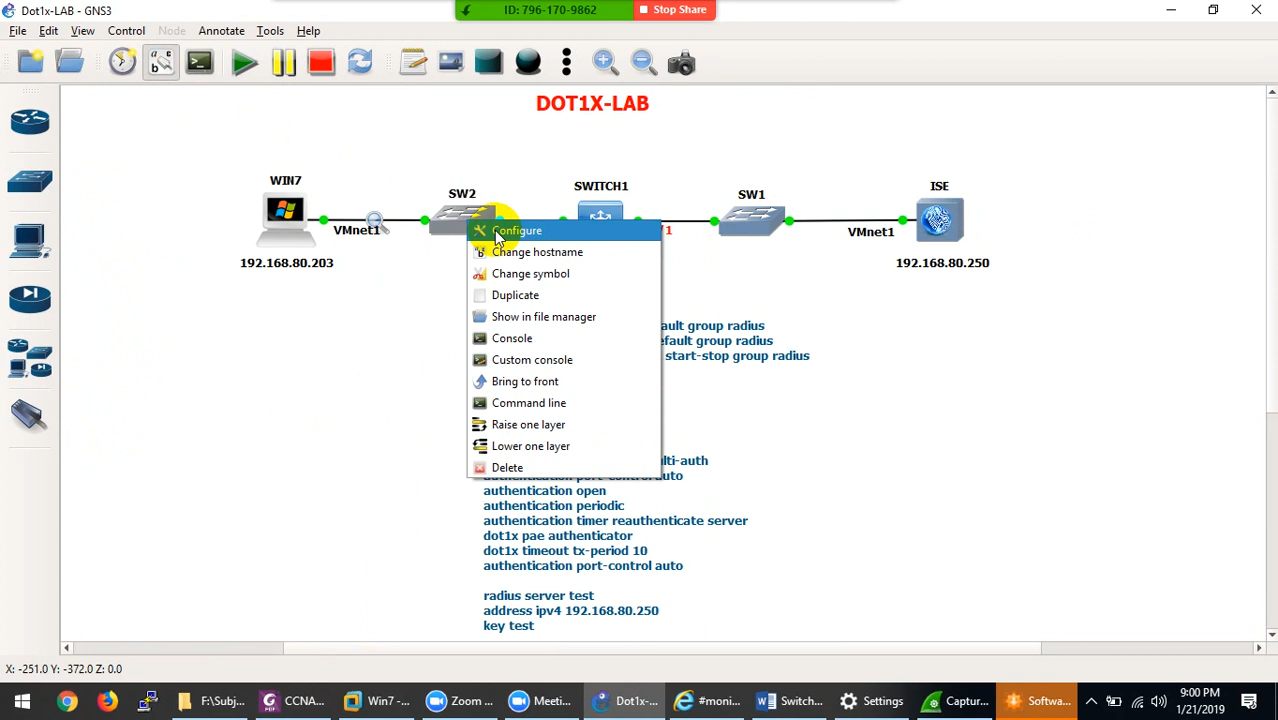 Dot1x-LAB - GNS3
ID: 796-170-9862
Stop Share
File Edit View Control Node Annotate Tools Help
DOT1X-LAB
WIN7
SW2
SWITCH1
SW1
ISE
VMnet1
/1
VMnet1
192.168.80.203
192.168.80.250
Configure
Change hostname
Change symbol
Duplicate
Show in file manager
Console
Custom console
Bring to front
Command line
Raise one layer
Lower one layer
Delete
ault group radius
efault group radius
start-stop group radius
ulti-auth
authentication port-control auto
authentication open
authentication periodic
authentication timer reauthenticate server
dot1x pae authenticator
dot1x timeout tx-period 10
authentication port-control auto
radius server test
address ipv4 192.168.80.250
key test
X: -251.0 Y: -372.0 Z: 0.0
F:\Subj...
CCNA...
Win7 -...
Zoom ...
Meeti...
Dot1x-...
#moni...
Switch...
Settings
Captur...
Softwa...
9:00 PM
1/21/2019